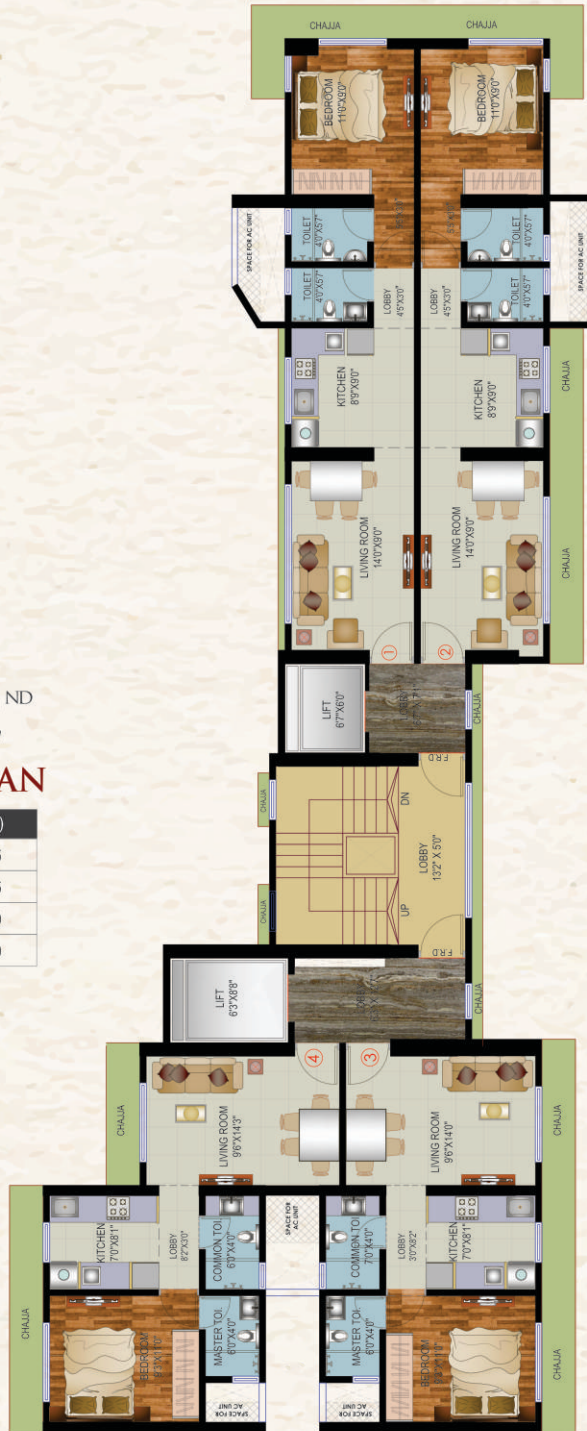 CHAJJA
CHAJJA
BEDROOM
11'0"X9'0"
BEDROOM
11'0"X9'0"
SPACE FOR AC UNIT
TOILET
4'0"X5'7"
TOILET
4'0"X5'7"
SPACE FOR AC UNIT
TOILET
4'0"X5'7"
LOBBY
4'5"X3'0"
LOBBY
4'5"X3'0"
TOILET
4'0"X5'7"
KITCHEN
8'9"X9'0"
KITCHEN
8'9"X9'0"
CHAJJA
LIVING ROOM
14'0"X9'0"
LIVING ROOM
14'0"X9'0"
CHAJJA
1
2
ND
LIFT
6'7"X6'0"
CHAJJA
AN
)
CHAJJA
F.R.D
DN
LOBBY
13'2" X 5'0"
UP
CHAJJA
F.R.D
0
LIFT
6'3"X8'8"
CHAJJA
4
3
CHAJJA
LIVING ROOM
9'6"X14'3"
LIVING ROOM
9'6"X14'0"
CHAJJA
KITCHEN
7'0"X8'1"
LOBBY
8'2"X3'0"
COMMON TOI.
6'0"X4'0"
SPACE FOR
AC UNIT
COMMON TOI.
7'0"X4'0"
LOBBY
3'0"X8'2"
KITCHEN
7'0"X8'1"
CHAJJA
BEDROOM
MASTER TOI.
6'0"X4'0"
MASTER TOI.
6'0"X4'0"
BEDROOM
CHAJJA
SPACE FOR
AC UNIT
SPACE FOR
AC UNIT